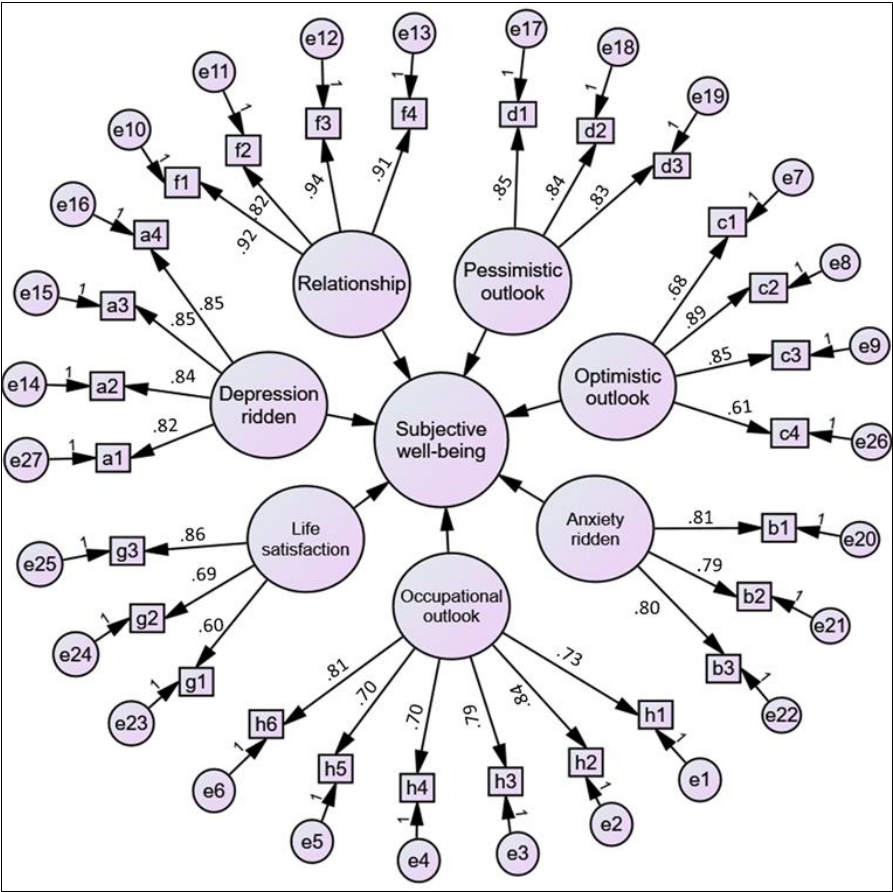 e12
e13
e17
e18
e11
e19
e10
1
1
1
1
1
1
1
f3
f4
d1
d2
f2
d3
f1
e7
e16
1
1
a4
c1
.92
.82
.94
.91
.85
.84
.83
e8
e15
1
1
a3
c2
Relationship
Pessimistic
outlook
.85
.85
.68
.89
e9
e14
1
1
a2
c3
.84
.85
Depression
ridden
Optimistic
outlook
.82
.61
e27
1
a1
c4
1
e26
Subjective
well-being
e25
1
g3
.86
Life
satisfaction
Anxiety
ridden
.81
b1
1
e20
.69
.79
g2
b2
1
e24
1
e21
.60
.80
Occupational
outlook
g1
b3
1
e23
1
e22
.81
.70
.70
.79
.84
.73
h6
h5
h4
h3
h2
h1
1
1
1
1
1
1
e6
e5
e4
e3
e2
e1